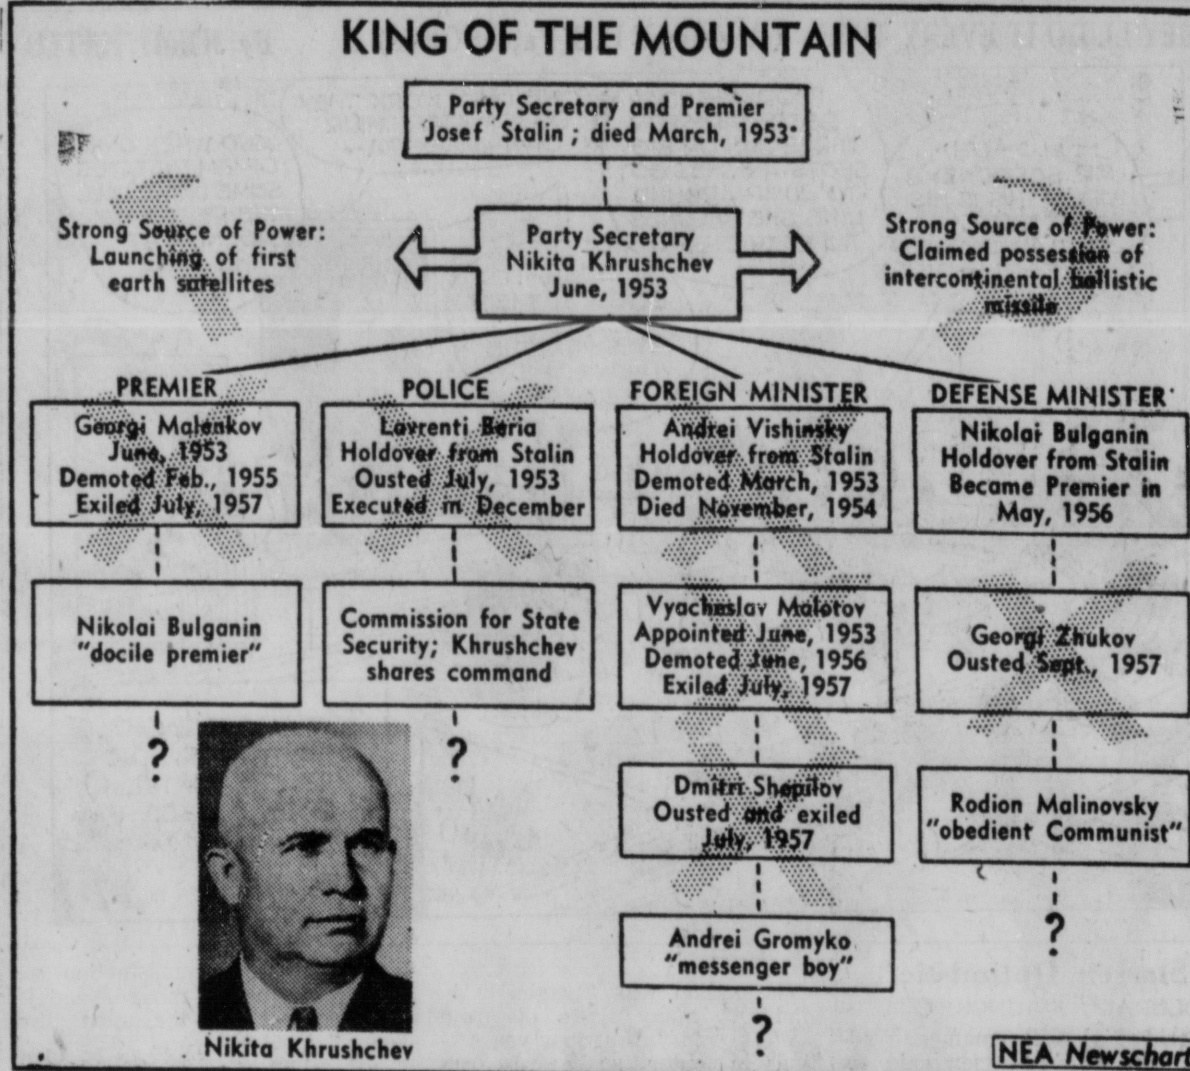 KING OF THE MOUNTAIN
Party Secretary and Premier
Josef Stalin ; died March, 1953
Strong Source of Power:
Launching of first
earth satellites
Party Secretary
Nikita Khrushchev
June, 1953
Strong Source of Power:
Claimed possession of
intercontinental ballistic
missile
PREMIER
Georgi Malenkov
June, 1953
Demoted Feb., 1955
Exiled July, 1957
Nikolai Bulganin
"docile premier"
?
POLICE
Lavrenti Beria
Holdover from Stalin
Ousted July, 1953
Executed in December
Commission for State
Security; Khrushchev
shares command
?
FOREIGN MINISTER
Andrei Vishinsky
Holdover from Stalin
Demoted March, 1953
Died November, 1954
Vyacheslav Molotov
Appointed June, 1953
Demoted June, 1956
Exiled July, 1957
Dmitri Shepilov
Ousted and exiled
July, 1957
Andrei Gromyko
"messenger boy"
?
DEFENSE MINISTER
Nikolai Bulganin
Holdover from Stalin
Became Premier in
May, 1956
Georgi Zhukov
Ousted Sept., 1957
Rodion Malinovsky
"obedient Communist"
?
Nikita Khrushchev
NEA Newschart